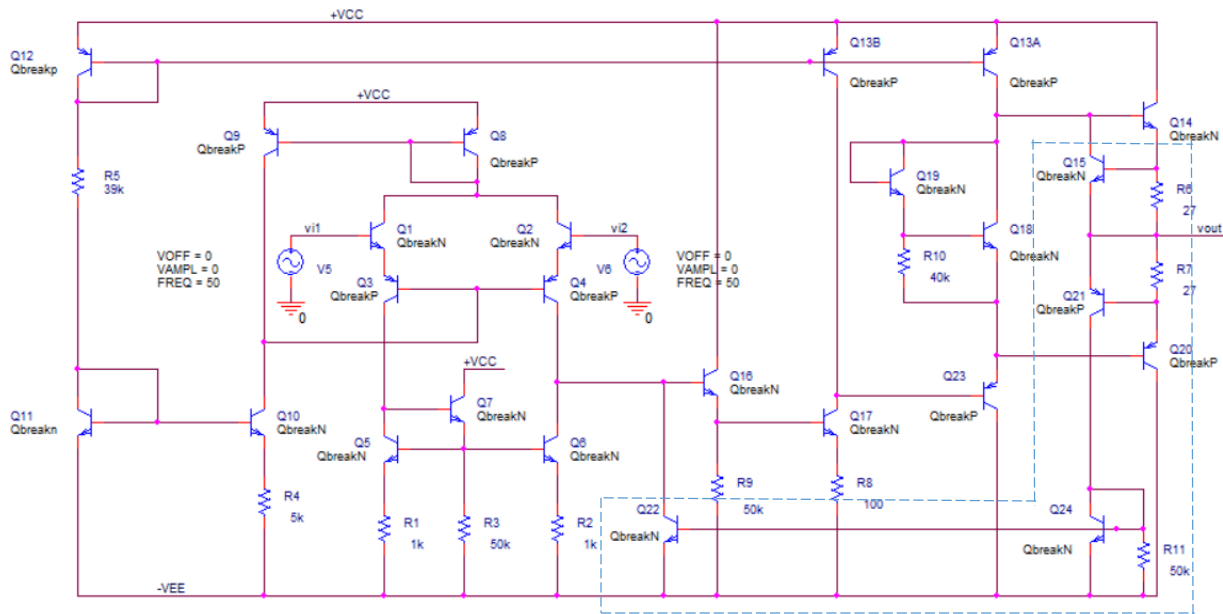 +VCC
Q12
Qbreakp
Q13B
QbreakP
Q13A
QbreakP
+VCC
Q9
QbreakP
Q8
QbreakP
Q14
QbreakN
Q15
QbreakN
R5
39k
Q19
QbreakN
R6
27
vi1
Q1
QbreakN
Q2
QbreakN
vi2
vout
Q18
QbreakN
VOFF = 0
VAMPL = 0
FREQ = 50
V5
V6
VOFF = 0
VAMPL = 0
FREQ = 50
R10
40k
R7
27
Q3
QbreakP
Q4
QbreakP
Q21
QbreakP
0
0
+VCC
Q20
QbreakP
Q16
QbreakN
Q23
QbreakP
Q11
Qbreakn
Q10
QbreakN
Q7
QbreakN
Q17
QbreakN
Q5
QbreakN
Q6
QbreakN
R4
5k
R9
50k
R8
100
R1
1k
R3
50k
R2
1k
Q22
QbreakN
Q24
QbreakN
R11
50k
-VEE